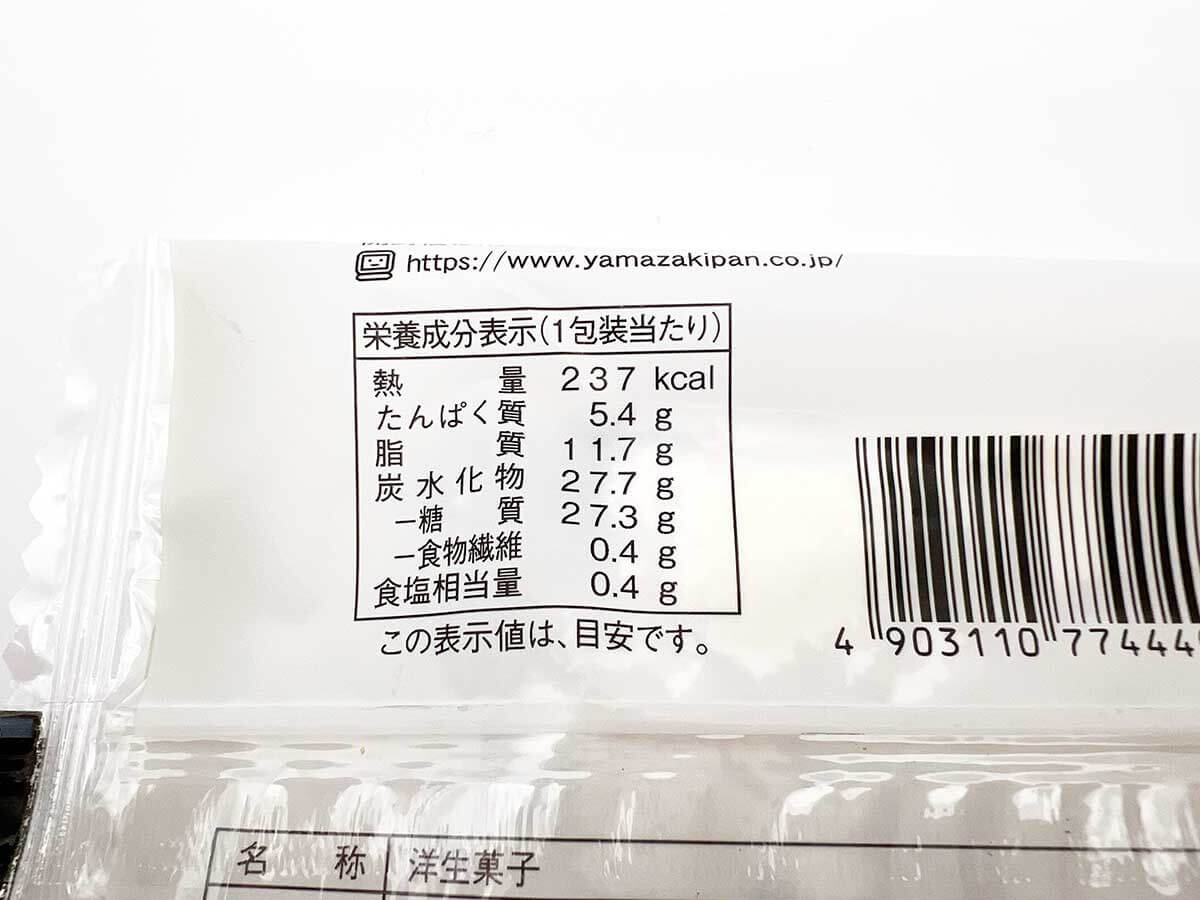 https://www.yamazakipan.co.jp/
栄養成分表示(1包装当たり)
熱量 237 kcal
たんぱく質 5.4 g
脂質 11.7 g
炭水化物 27.7 g
-糖質 27.3 g
-食物繊維 0.4 g
食塩相当量 0.4 g
この表示値は、目安です。
4 903110 77444
名称 洋生菓子